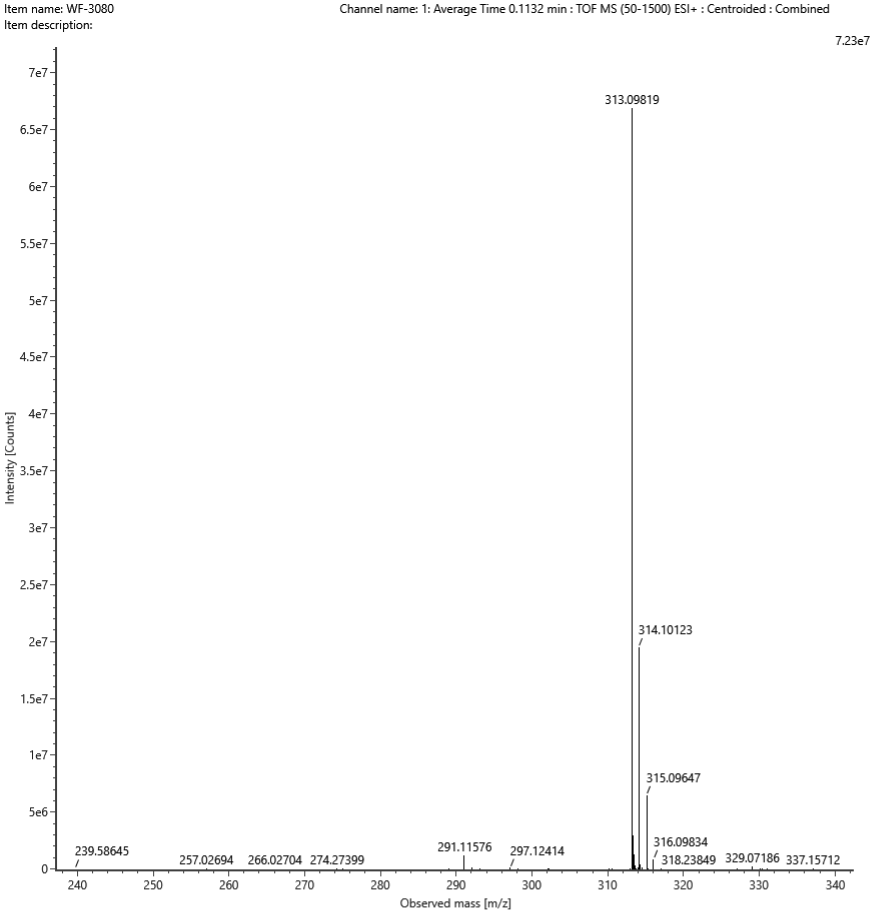 Item name: WF-3080
Channel name: 1: Average Time 0.1132 min : TOF MS (50-1500) ESI+ : Centroided : Combined
Item description:
7.23e7
7e7
313.09819
6.5e7
6e7
5.5e7
5e7
4.5e7
4e7
Intensity [Counts]
3.5e7
3e7
2.5e7
314.10123
2e7
1.5e7
1e7
315.09647
5e6
239.58645
257.02694
266.02704
274.27399
291.11576
297.12414
316.09834
318.23849
329.07186
337.15712
0
240
250
260
270
280
290
300
310
320
330
340
Observed mass [m/z]